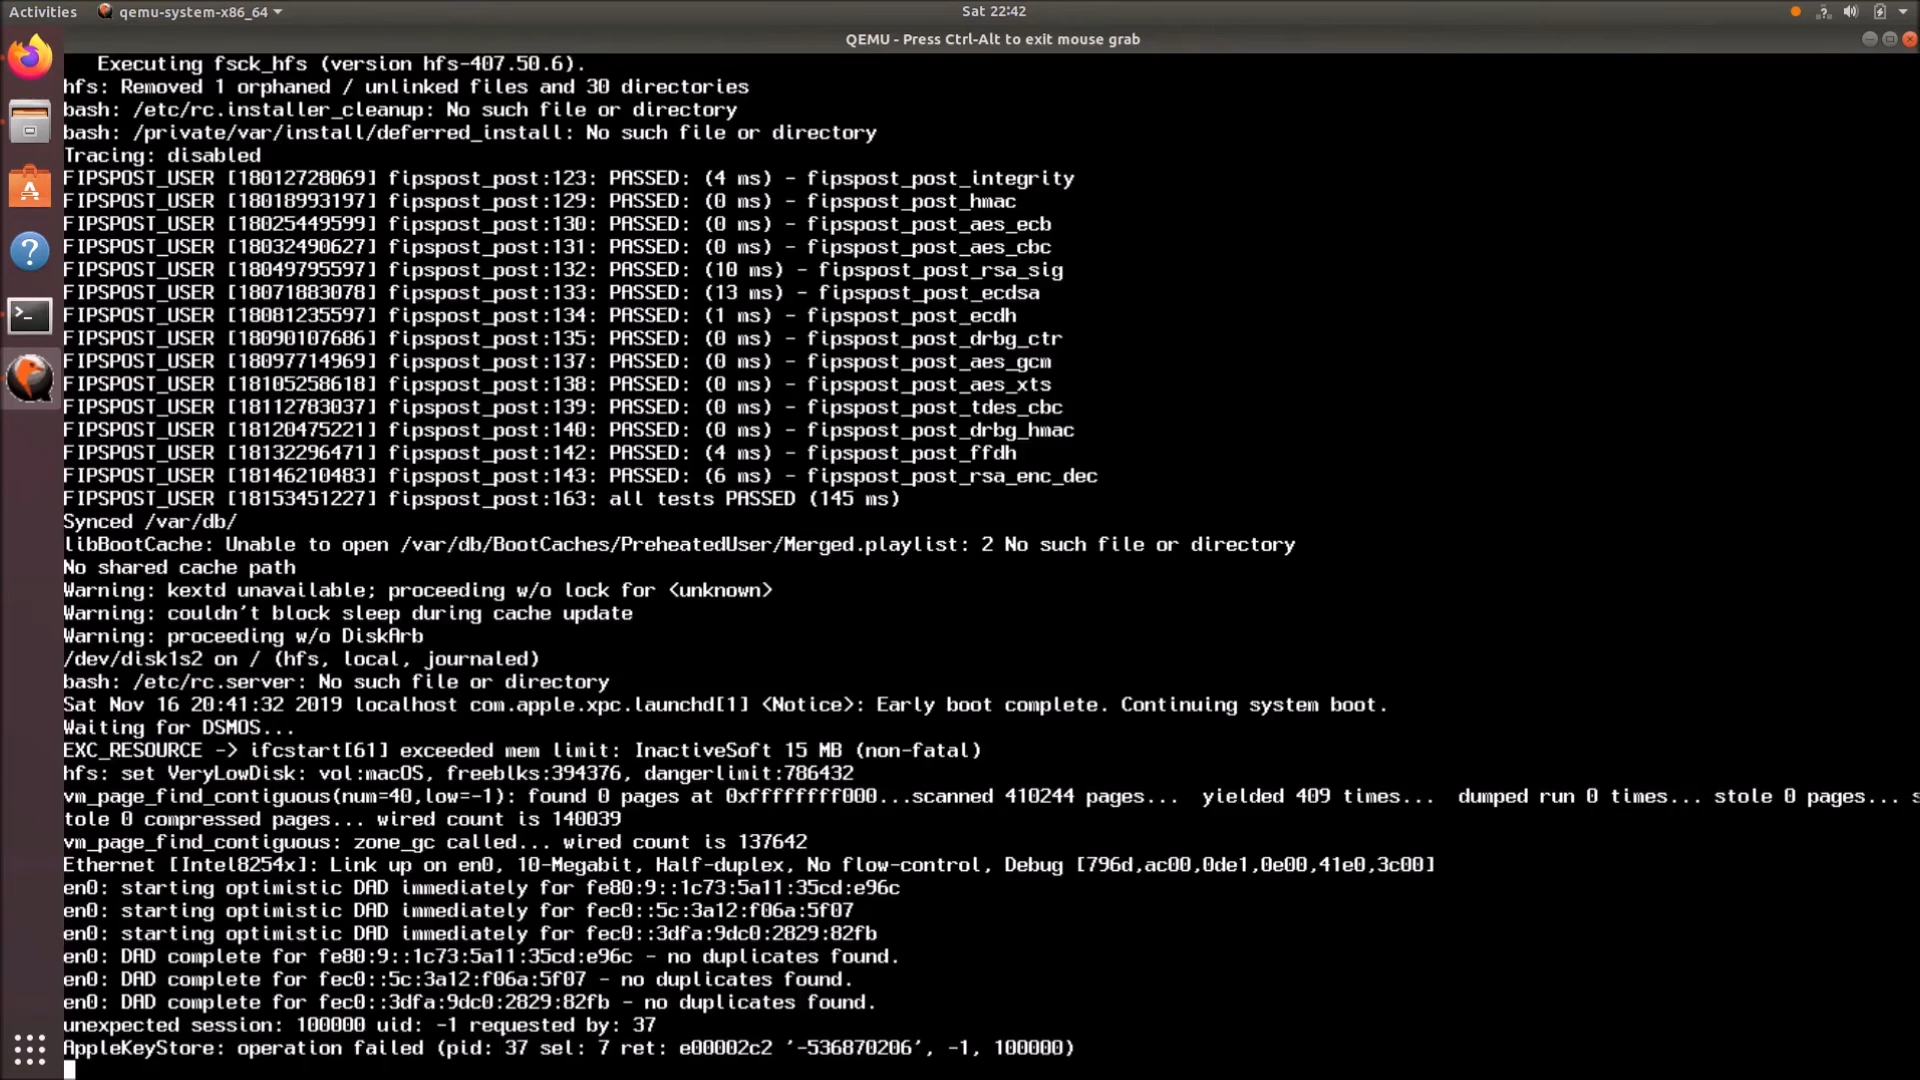 Activities qemu-system-x86_64 Sat 22:42
QEMU - Press Ctrl-Alt to exit mouse grab
Executing fsck_hfs (version hfs-407.50.6).
hfs: Removed 1 orphaned / unlinked files and 30 directories
bash: /etc/rc.installer_cleanup: No such file or directory
bash: /private/var/install/deferred_install: No such file or directory
Tracing: disabled
FIPSPOST_USER [18012728069] fipspost_post:123: PASSED: (4 ms) - fipspost_post_integrity
FIPSPOST_USER [18018993197] fipspost_post:129: PASSED: (0 ms) - fipspost_post_hmac
FIPSPOST_USER [18025449599] fipspost_post:130: PASSED: (0 ms) - fipspost_post_aes_ecb
FIPSPOST_USER [18032490627] fipspost_post:131: PASSED: (0 ms) - fipspost_post_aes_cbc
FIPSPOST_USER [18049795597] fipspost_post:132: PASSED: (10 ms) - fipspost_post_rsa_sig
FIPSPOST_USER [18071883078] fipspost_post:133: PASSED: (13 ms) - fipspost_post_ecdsa
FIPSPOST_USER [18081235597] fipspost_post:134: PASSED: (1 ms) - fipspost_post_ecdh
FIPSPOST_USER [18090107686] fipspost_post:135: PASSED: (0 ms) - fipspost_post_drbg_ctr
FIPSPOST_USER [18097714969] fipspost_post:137: PASSED: (0 ms) - fipspost_post_aes_gcm
FIPSPOST_USER [18105258618] fipspost_post:138: PASSED: (0 ms) - fipspost_post_aes_xts
FIPSPOST_USER [18112783037] fipspost_post:139: PASSED: (0 ms) - fipspost_post_tdes_cbc
FIPSPOST_USER [18120475221] fipspost_post:140: PASSED: (0 ms) - fipspost_post_drbg_hmac
FIPSPOST_USER [18132296471] fipspost_post:142: PASSED: (4 ms) - fipspost_post_ffdh
FIPSPOST_USER [18146210483] fipspost_post:143: PASSED: (6 ms) - fipspost_post_rsa_enc_dec
FIPSPOST_USER [18153451227] fipspost_post:163: all tests PASSED (145 ms)
Synced /var/db/
libBootCache: Unable to open /var/db/BootCaches/PreheatedUser/Merged.playlist: 2 No such file or directory
No shared cache path
Warning: kextd unavailable; proceeding w/o lock for <unknown>
Warning: couldn't block sleep during cache update
Warning: proceeding w/o DiskArb
/dev/disk1s2 on / (hfs, local, journaled)
bash: /etc/rc.server: No such file or directory
Sat Nov 16 20:41:32 2019 localhost com.apple.xpc.launchd[1] <Notice>: Early boot complete. Continuing system boot.
Waiting for DSMOS...
EXC_RESOURCE -> ifcstart[61] exceeded mem limit: InactiveSoft 15 MB (non-fatal)
hfs: set VeryLowDisk: vol:macOS, freeblks:394376, dangerlimit:786432
vm_page_find_contiguous(num=40,low=-1): found 0 pages at 0xffffffff000...scanned 410244 pages... yielded 409 times... dumped run 0 times... stole 0 pages... s
tole 0 compressed pages... wired count is 140039
vm_page_find_contiguous: zone_gc called... wired count is 137642
Ethernet [Intel8254x]: Link up on en0, 10-Megabit, Half-duplex, No flow-control, Debug [796d,ac00,0de1,0e00,41e0,3c00]
en0: starting optimistic DAD immediately for fe80:9::1c73:5a11:35cd:e96c
en0: starting optimistic DAD immediately for fec0::5c:3a12:f06a:5f07
en0: starting optimistic DAD immediately for fec0::3dfa:9dc0:2829:82fb
en0: DAD complete for fe80:9::1c73:5a11:35cd:e96c - no duplicates found.
en0: DAD complete for fec0::5c:3a12:f06a:5f07 - no duplicates found.
en0: DAD complete for fec0::3dfa:9dc0:2829:82fb - no duplicates found.
unexpected session: 100000 uid: -1 requested by: 37
AppleKeyStore: operation failed (pid: 37 sel: 7 ret: e00002c2 '-536870206', -1, 100000)